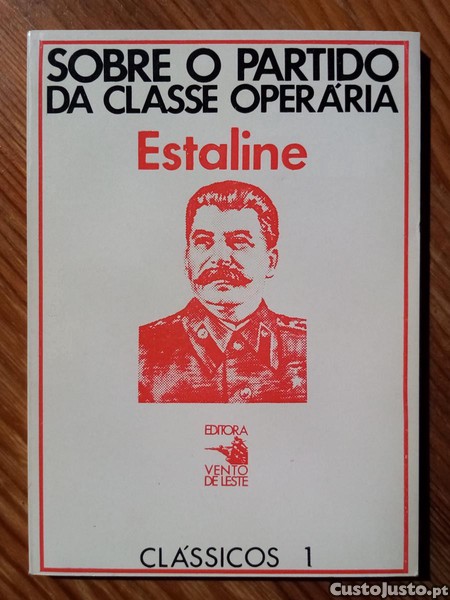 SOBRE O PARTIDO
DA CLASSE OPERÁRIA
Estaline
EDITORA
VENTO
DE LESTE
CLÁSSICOS 1
CustoJusto.pt